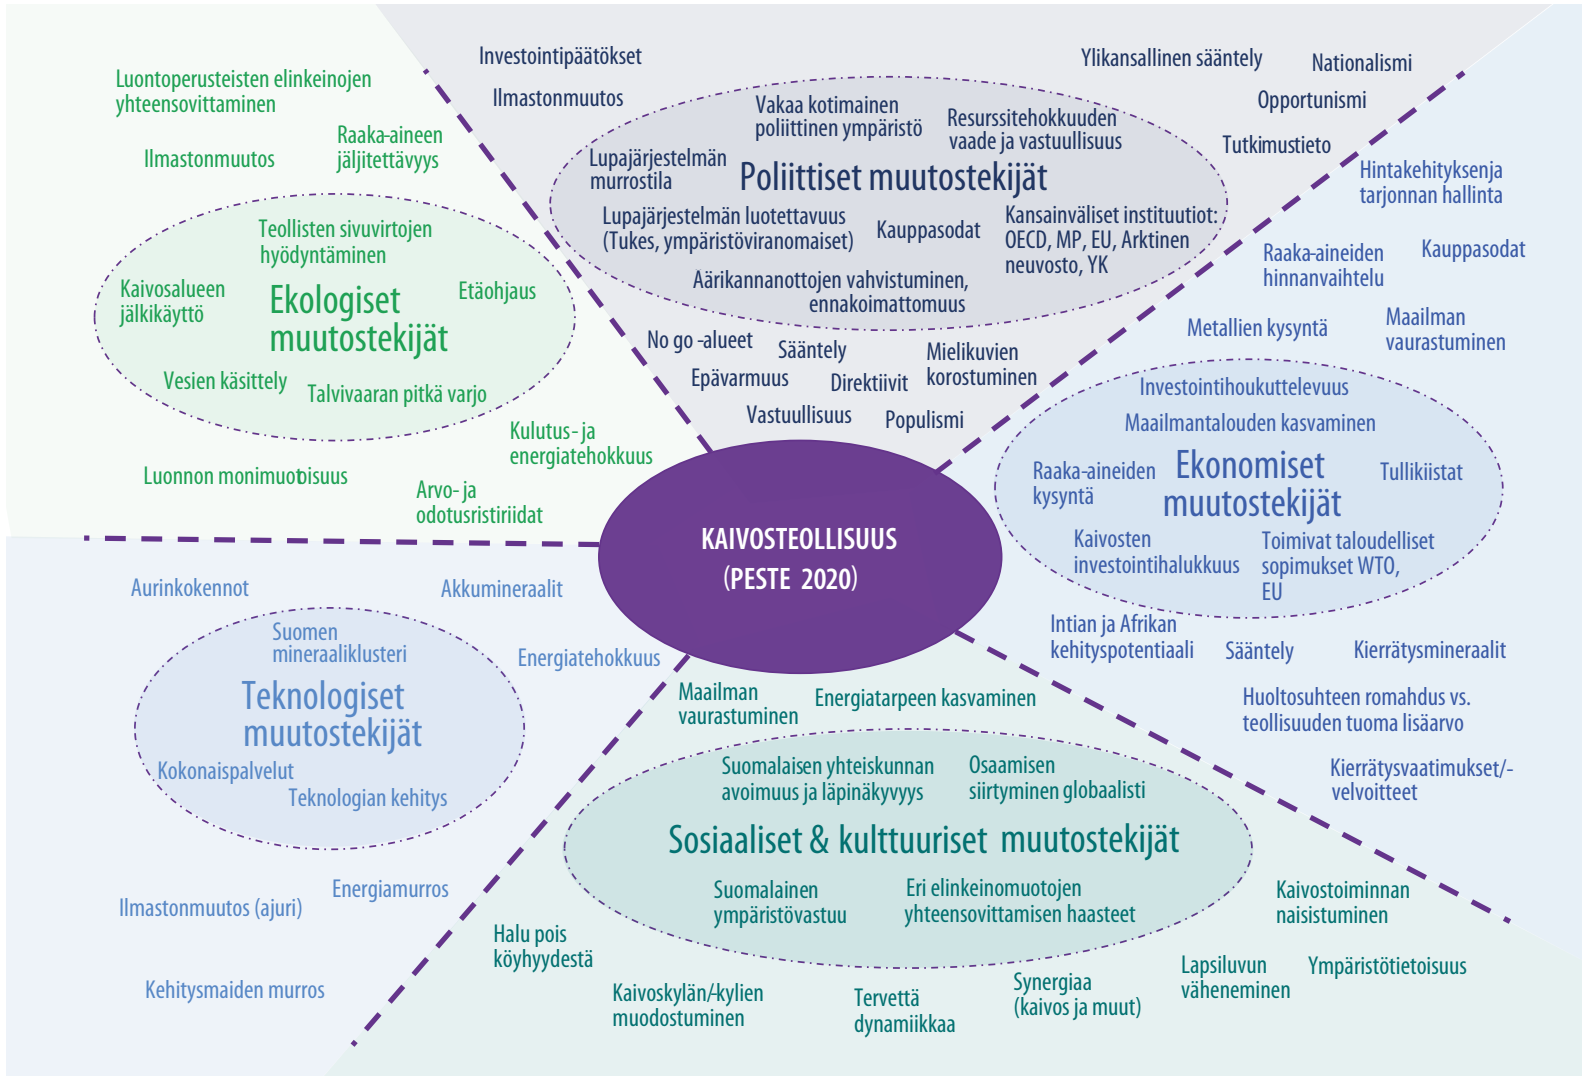 Investointipäätökset
Ilmastonmuutos
Ylikansallinen sääntely
Nationalismi
Opportunismi
Tutkimustieto
Vakaa kotimainen
poliittinen ympäristö
Resurssitehokkuuden
vaade ja vastuullisuus
Lupajärjestelmän
murrostila
Poliittiset muutostekijät
Lupajärjestelmän luotettavuus
(Tukes, ympäristöviranomaiset)
Kauppasodat
Kansainväliset instituutiot:
OECD, MP, EU, Arktinen
neuvosto, YK
Aärikannanottojen vahvistuminen,
ennakoimattomuus
No go -alueet
Sääntely
Mielikuvien
korostuminen
Epävarmuus
Direktiivit
Vastuullisuus
Populismi
Luontoperusteisten elinkeinojen
yhteensovittaminen
Ilmastonmuutos
Raaka-aineen
jäljitettävyys
Teollisten sivuvirtojen
hyödyntäminen
Kaivosalueen
jälkikäyttö
Ekologiset
muutostekijät
Etäohjaus
Vesien käsittely
Talvivaaran pitkä varjo
Kulutus- ja
energiatehokkuus
Luonnon monimuotoisuus
Arvo- ja
odotusristiriidat
Hintakehityksenja
tarjonnan hallinta
Raaka-aineiden
hinnanvaihtelu
Kauppasodat
Metallien kysyntä
Maailman
vaurastuminen
Investointihoukuttelevuus
Maailmantalouden kasvaminen
Raaka-aineiden
kysyntä
Ekonomiset
muutostekijät
Tullikiistat
Kaivosten
investointihalukkuus
Toimivat taloudelliset
sopimukset WTO,
EU
Intian ja Afrikan
kehityspotentiaali
Sääntely
Kierrätysmineraalit
Huoltosuhteen romahdus vs.
teollisuuden tuoma lisäarvo
Kierrätysvaatimukset/-
velvoitteet
KAIVOSTEOLLISUUS
(PESTE 2020)
Aurinkokennot
Akkumineraalit
Suomen
mineraaliklusteri
Energiatehokkuus
Teknologiset
muutostekijät
Kokonaispalvelut
Teknologian kehitys
Energiamurros
Ilmastonmuutos (ajuri)
Kehitysmaiden murros
Maailman
vaurastuminen
Energiatarpeen kasvaminen
Suomalaisen yhteiskunnan
avoimuus ja läpinäkyvyys
Osaamisen
siirtyminen globaalisti
Sosiaaliset & kulttuuriset muutostekijät
Suomalainen
ympäristövastuu
Eri elinkeinomuotojen
yhteensovittamisen haasteet
Kaivostoiminnan
naisistuminen
Halu pois
köyhyydestä
Kaivoskylän/-kylien
muodostuminen
Tervettä
dynamiikkaa
Synergiaa
(kaivos ja muut)
Lapsiluvun
väheneminen
Ympäristötietoisuus